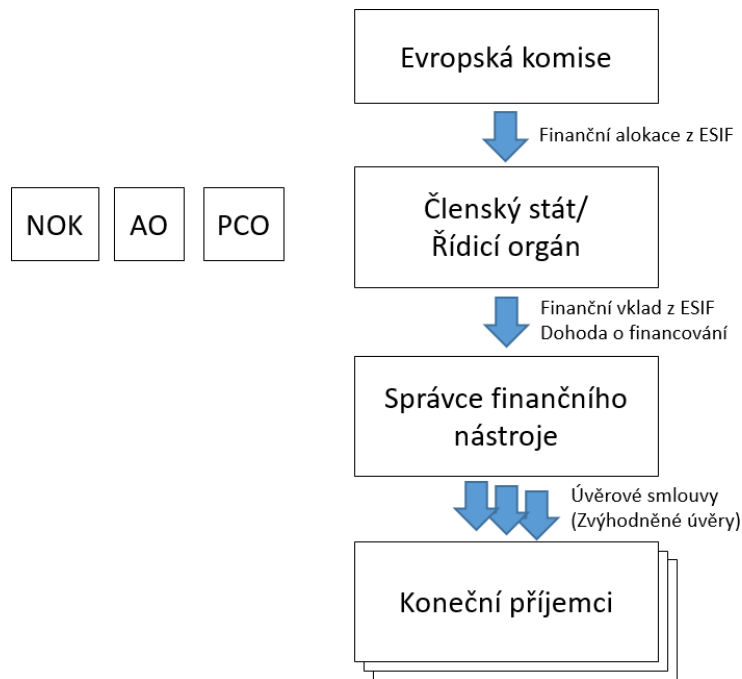 Evropská komise
Finanční alokace z ESIF
NOK
AO
PCO
Členský stát/
Řídicí orgán
Finanční vklad z ESIF
Dohoda o financování
Správce finančního
nástroje
Úvěrové smlouvy
(Zvýhodněné úvěry)
Koneční příjemci